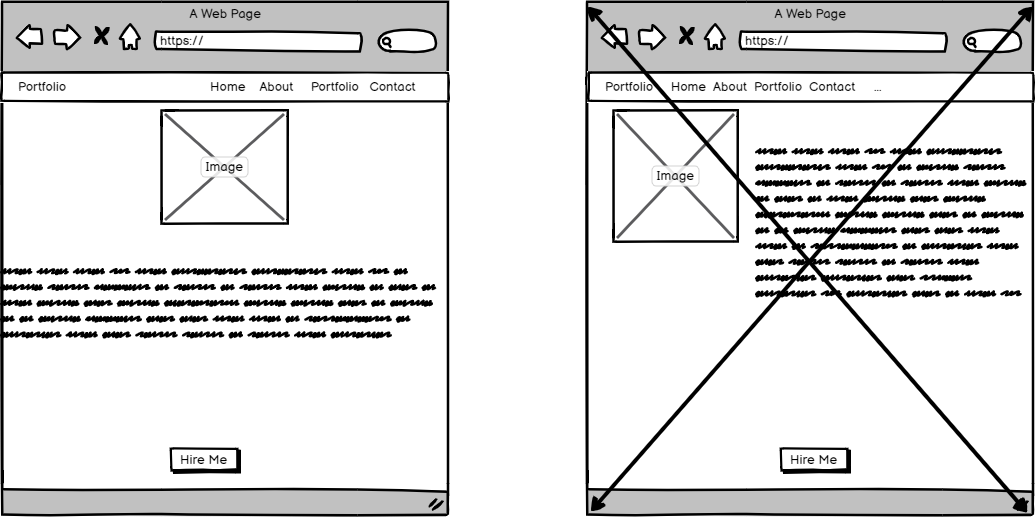 A Web Page
https://
Portfolio Home About Portfolio Contact
Image
Hire Me
A Web Page
https://
Portfolio Home About Portfolio Contact ...
Image
Hire Me